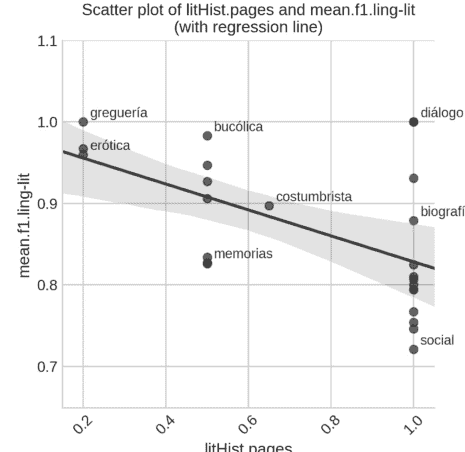 Scatter plot of litHist.pages and mean.f1.ling-lit
(with regression line)
1.1
greguería
1.0
diálogo
bucólica
erótica
costumbrista
0.9
biografí
mean.f1.ling-lit
memorias
0.8
social
0.7
0.2
0.4
0.6
0.8
1.0
litHist.pages